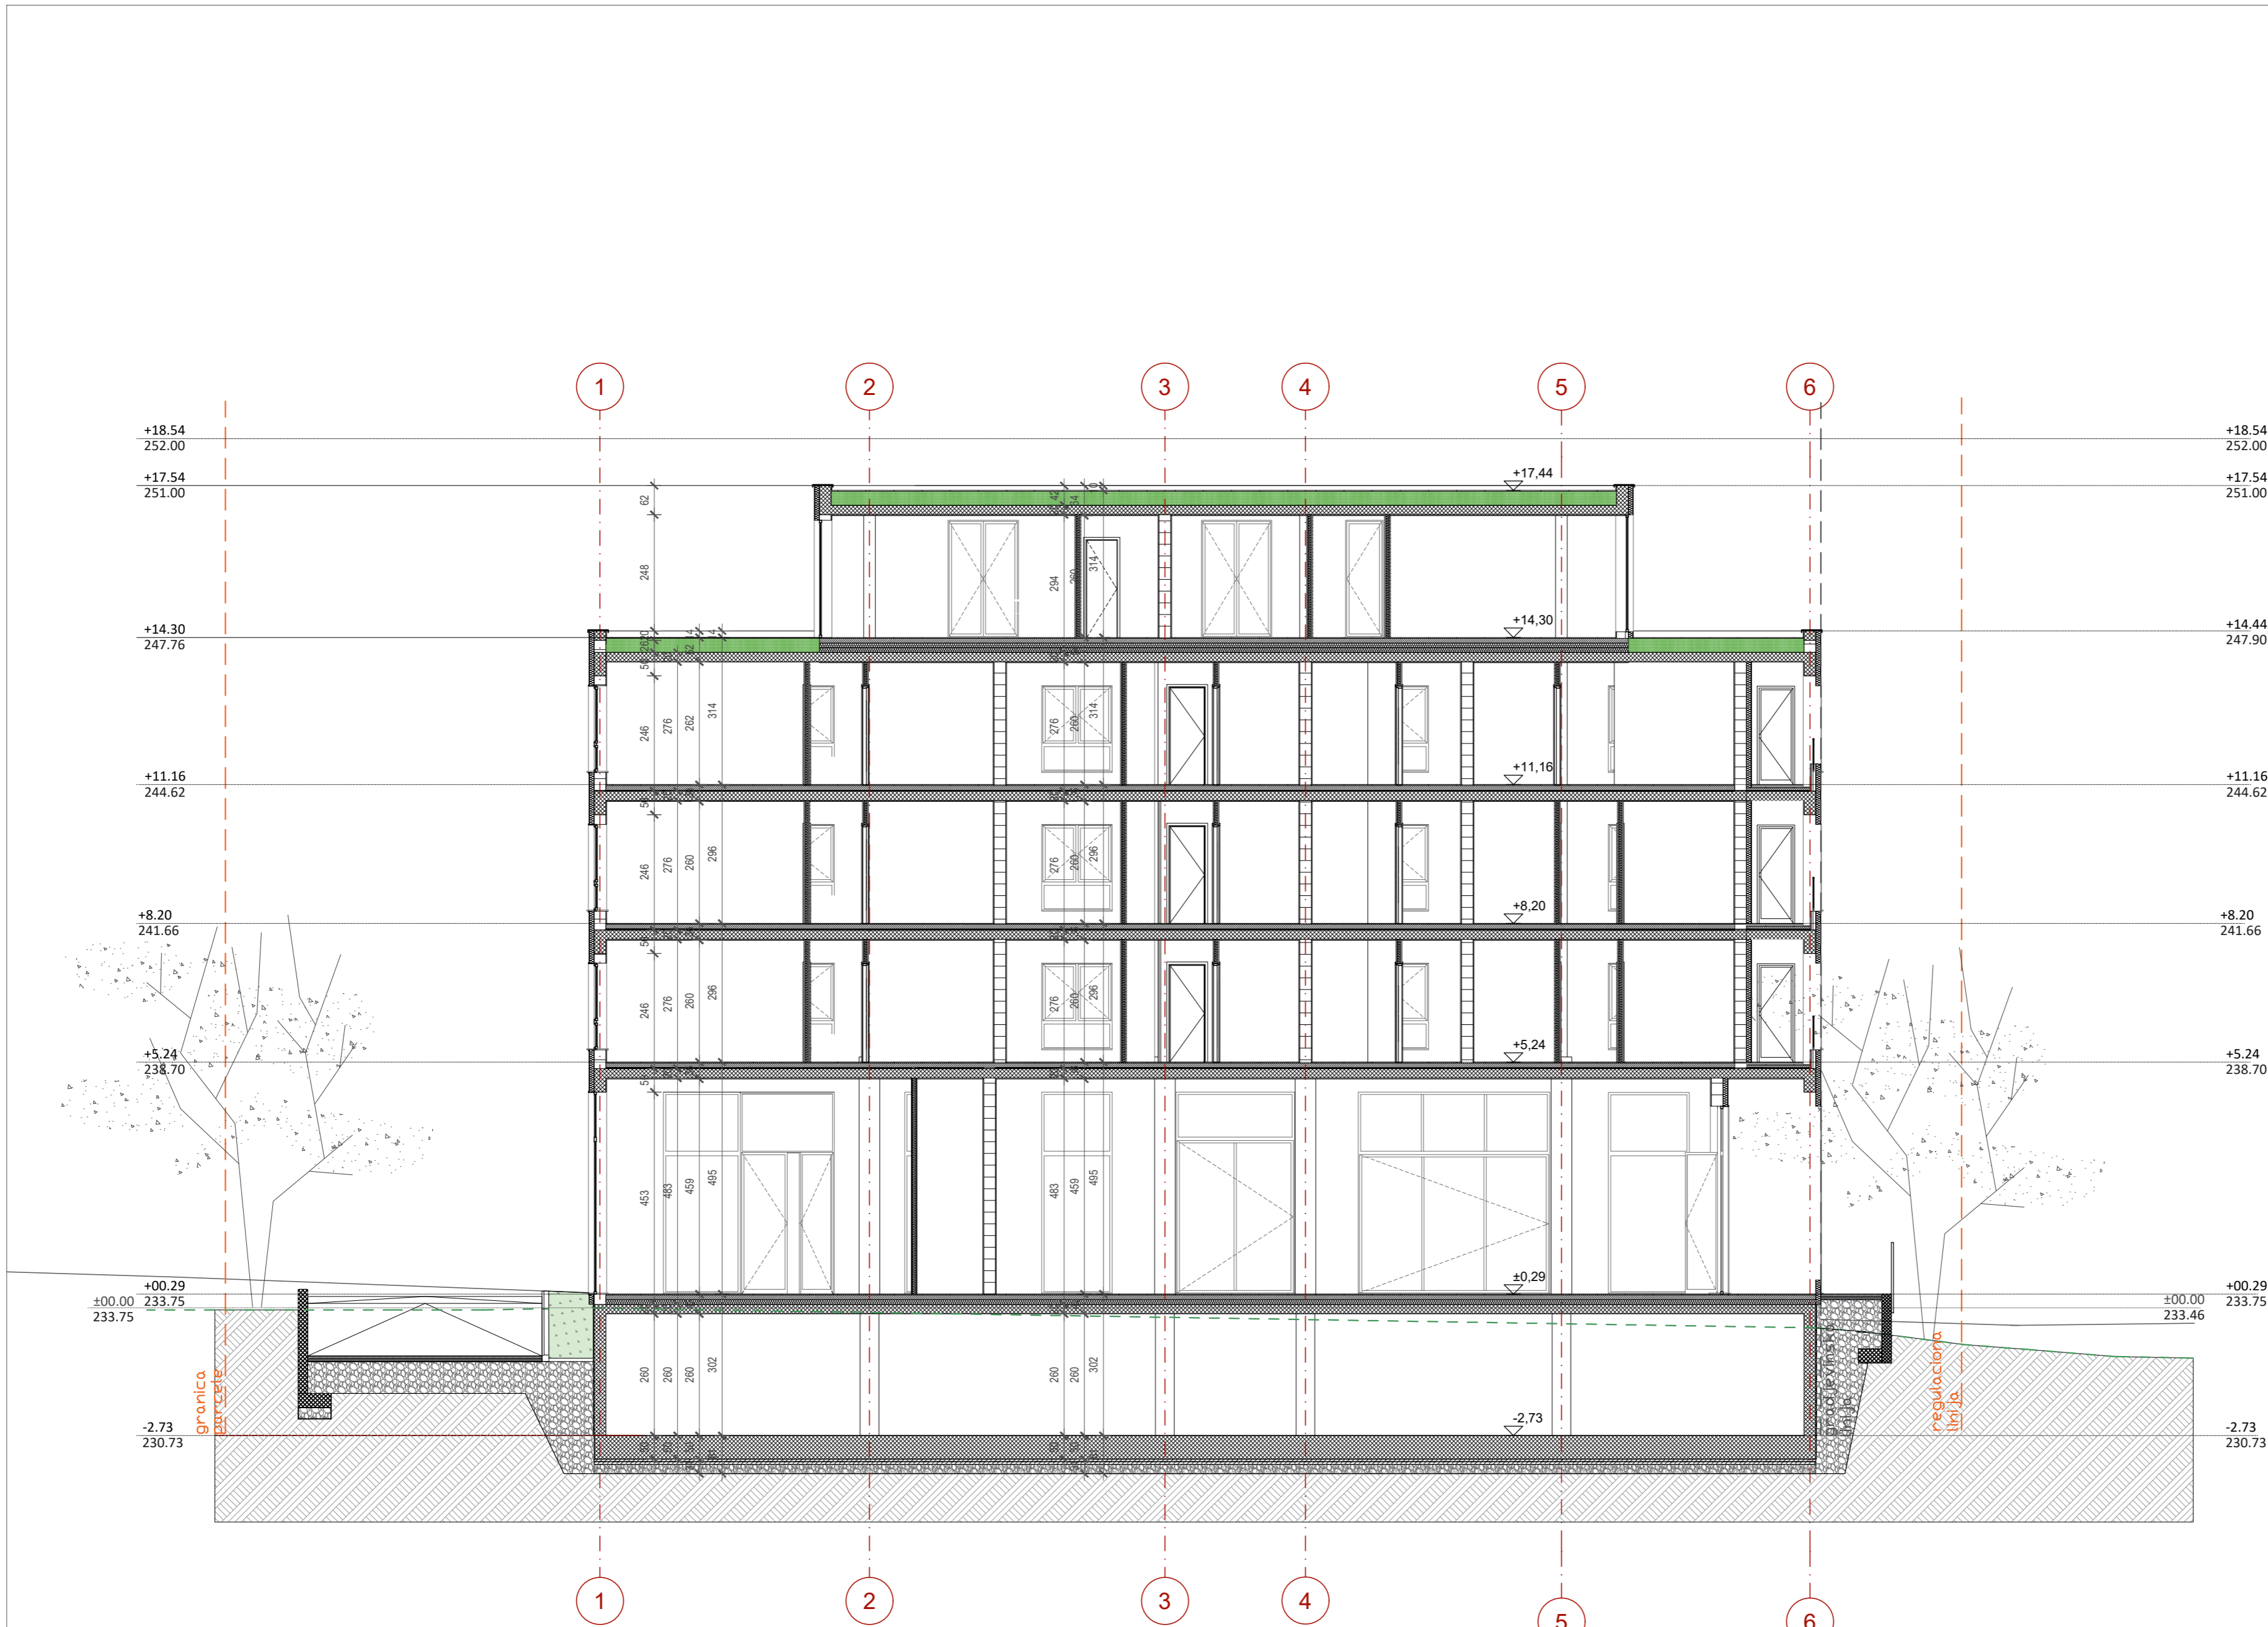 1 2 3 4 5 6
+18.54 +18.54
252.00 252.00
+17.54 +17,44 +17.54
251.00 251.00
62 42 64
248 294 260 314
+14.30 +14,30 +14.44
247.76 247.90
246 276 262 314 276 260 314
+11.16 +11,16 +11.16
244.62 244.62
246 276 260 296 276 260 296
+8.20 +8,20 +8.20
241.66 241.66
246 276 260 296 276 260 296
+5.24 +5,24 +5.24
238.70 238.70
453 483 459 495 483 459 495
+00.29 ±0,29 +00.29
±00.00 233.75 ±00.00 233.75
233.75 233.46
260 260 260 302 260 260 302
granica
parcele
gradjevinska
linija
regulaciona
linija
-2.73 -2,73 -2.73
230.73 230.73
1 2 3 4 5 6